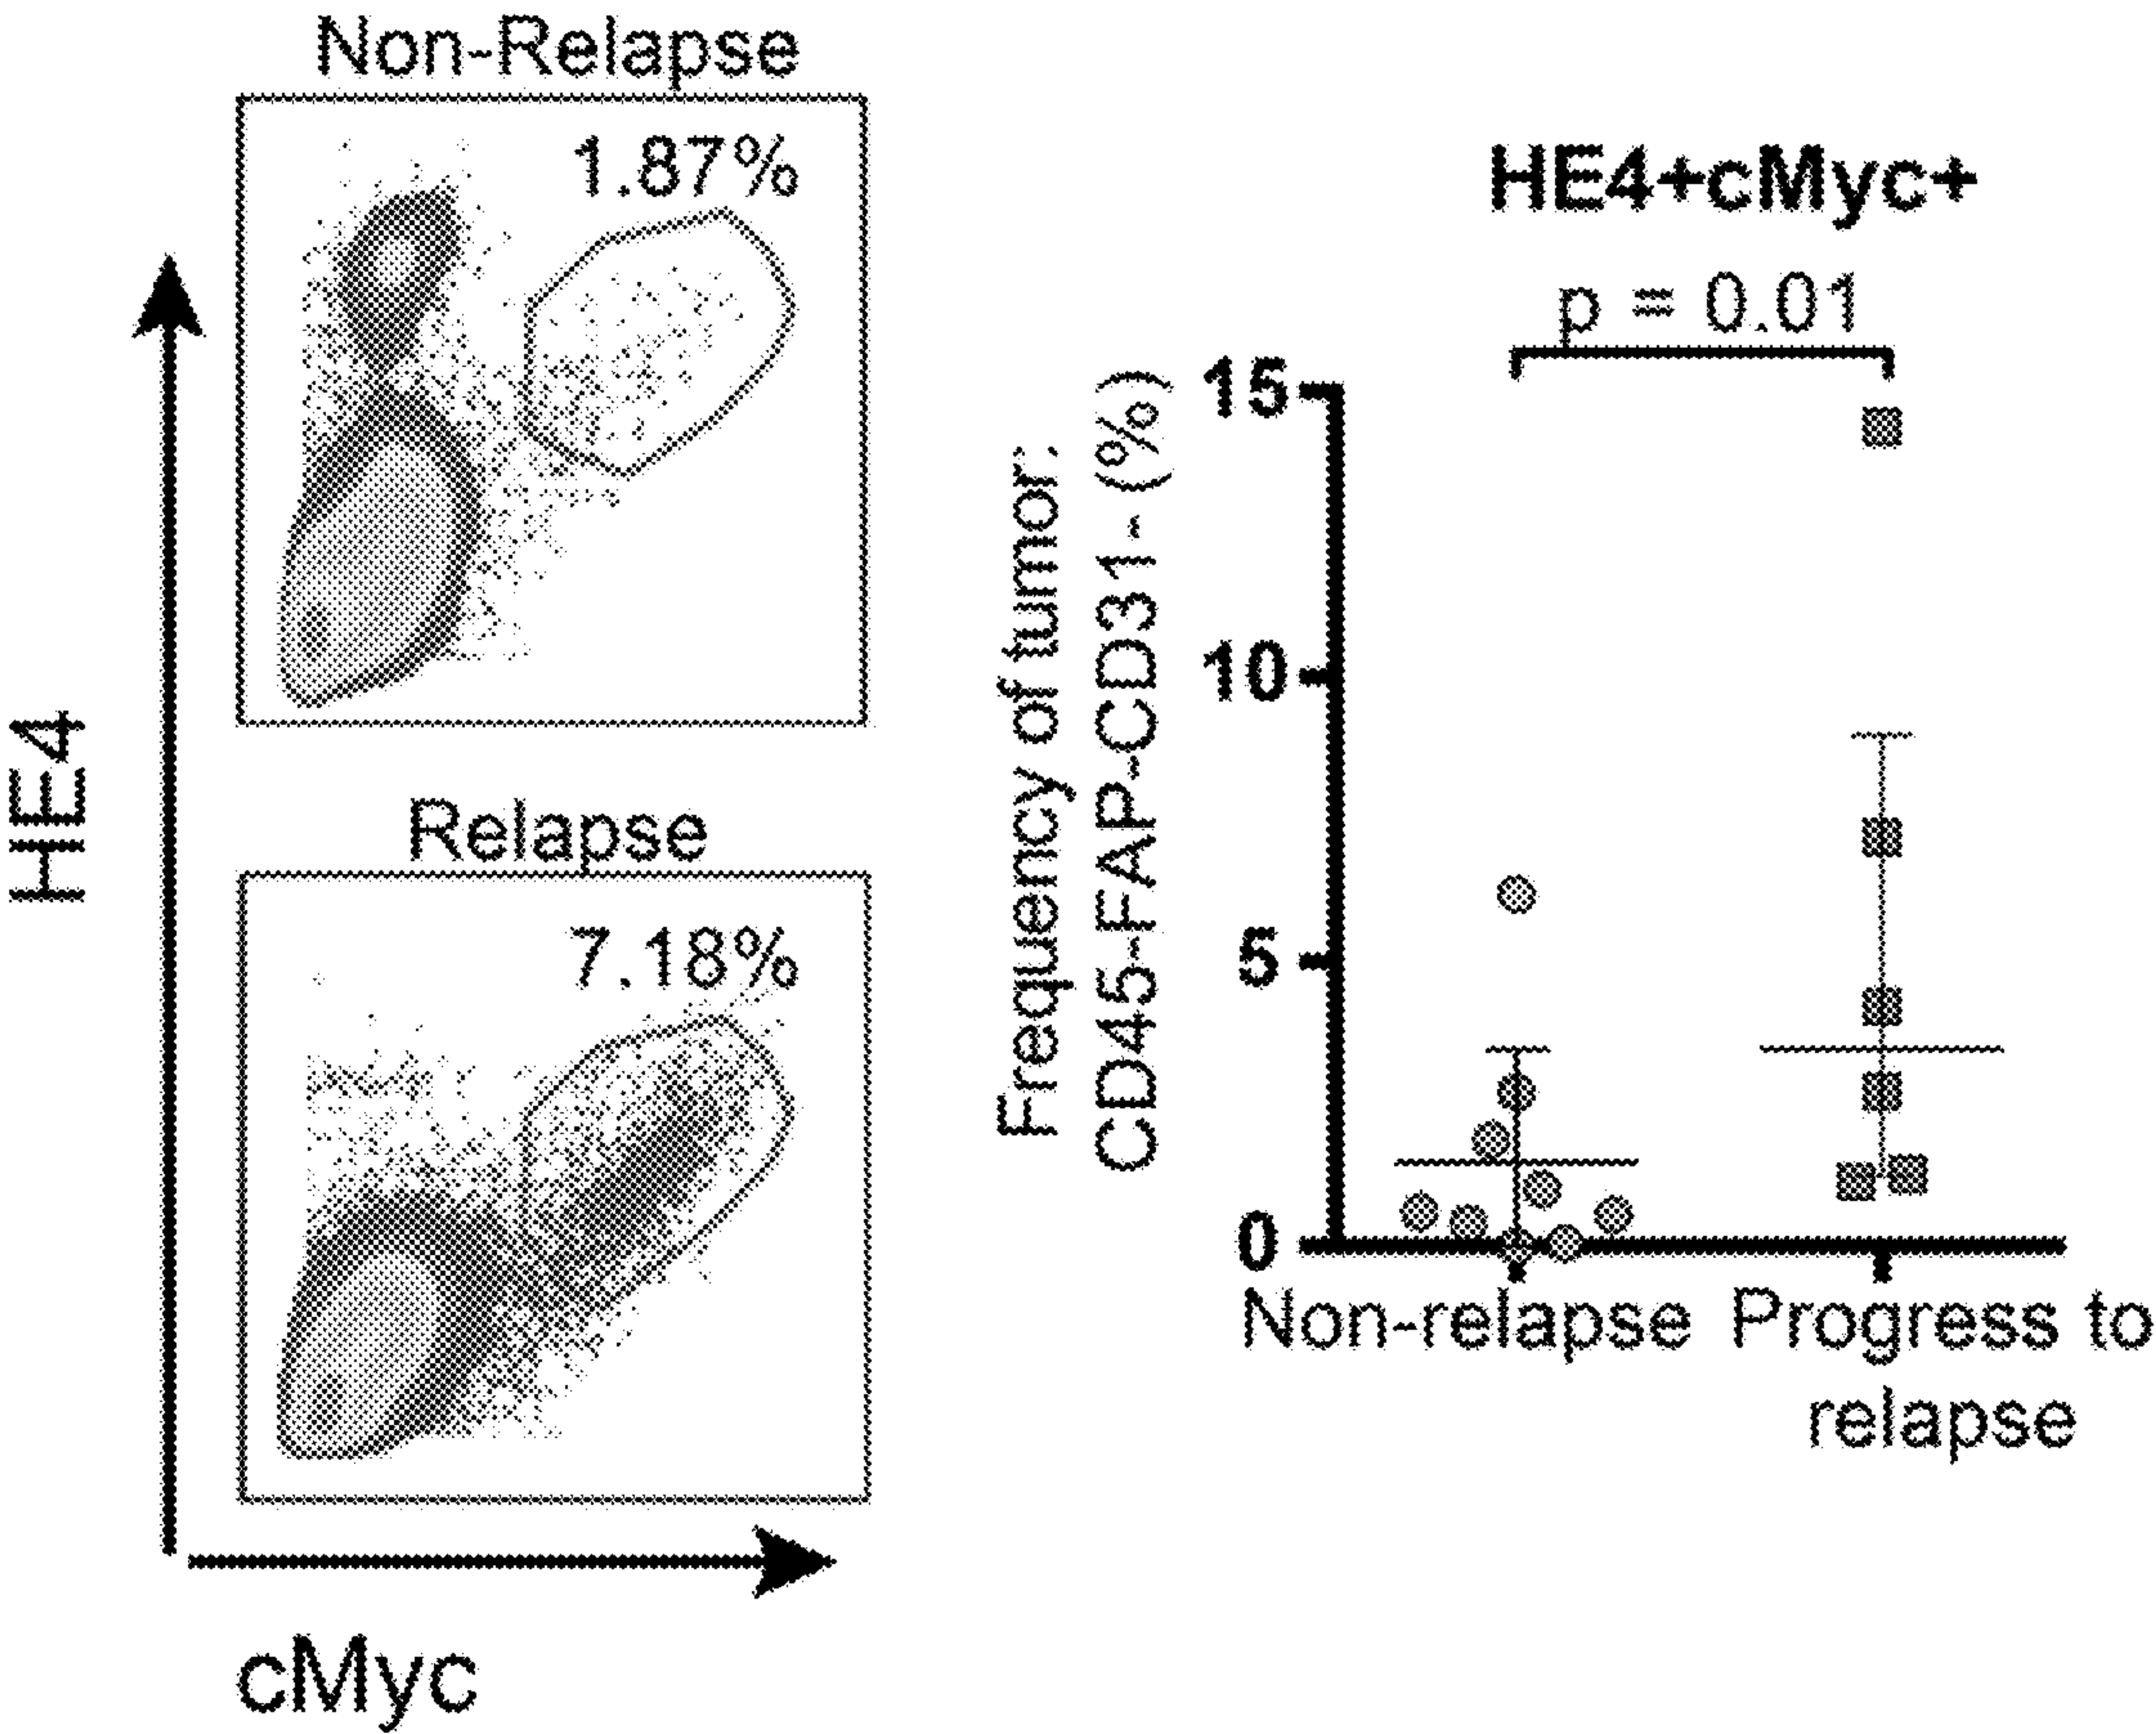 Non-Relapse
1.87%
HE4
Relapse
7.18%
cMyc
HE4+cMyc+
p = 0.01
Frequency of tumor:
CD45-FAP-CD31- (%)
15
10
5
0
Non-relapse
Progress to
relapse